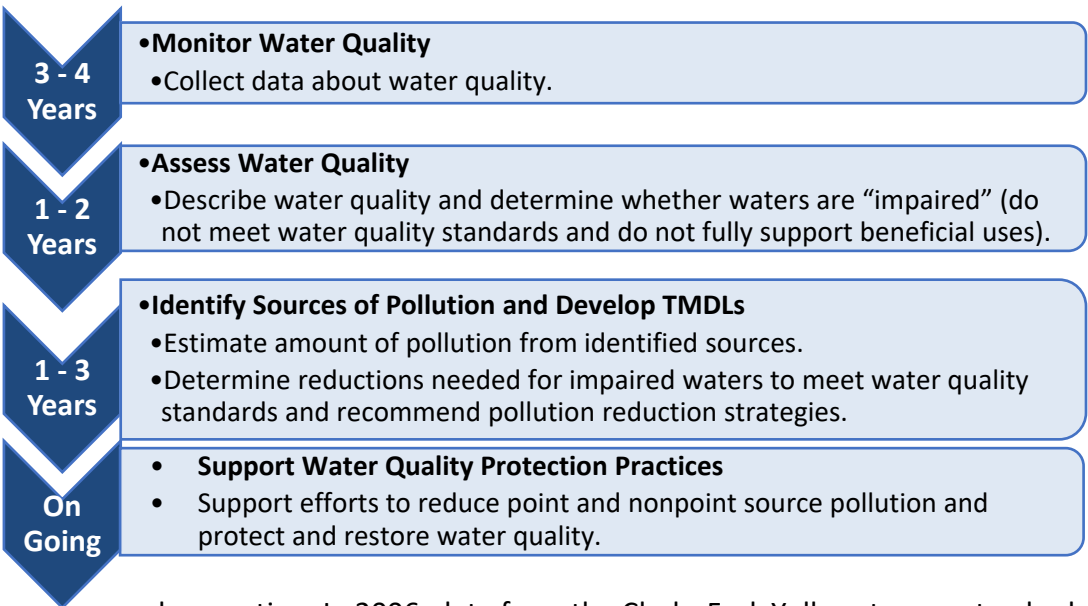 3 - 4
Years
•Monitor Water Quality
•Collect data about water quality.
1 - 2
Years
•Assess Water Quality
•Describe water quality and determine whether waters are “impaired” (do
not meet water quality standards and do not fully support beneficial uses).
1 - 3
Years
•Identify Sources of Pollution and Develop TMDLs
•Estimate amount of pollution from identified sources.
•Determine reductions needed for impaired waters to meet water quality
standards and recommend pollution reduction strategies.
On
Going
• Support Water Quality Protection Practices
• Support efforts to reduce point and nonpoint source pollution and
protect and restore water quality.